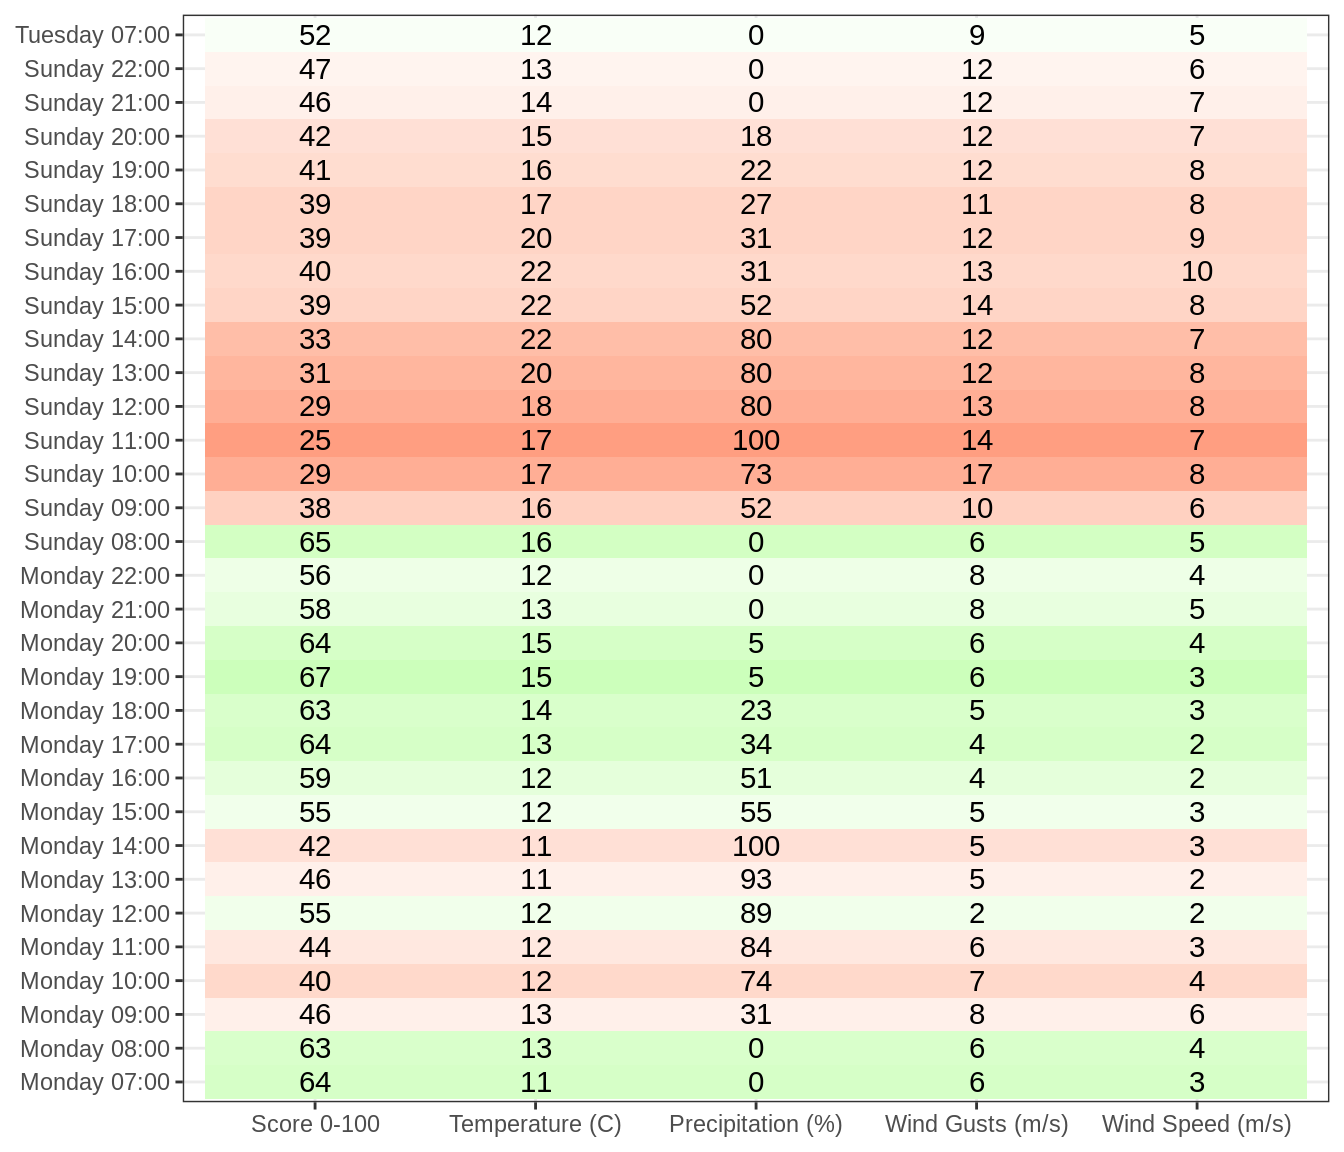 Tuesday 07:00 52 12 0 9 5
Sunday 22:00 47 13 0 12 6
Sunday 21:00 46 14 0 12 7
Sunday 20:00 42 15 18 12 7
Sunday 19:00 41 16 22 12 8
Sunday 18:00 39 17 27 11 8
Sunday 17:00 39 20 31 12 9
Sunday 16:00 40 22 31 13 10
Sunday 15:00 39 22 52 14 8
Sunday 14:00 33 22 80 12 7
Sunday 13:00 31 20 80 12 8
Sunday 12:00 29 18 80 13 8
Sunday 11:00 25 17 100 14 7
Sunday 10:00 29 17 73 17 8
Sunday 09:00 38 16 52 10 6
Sunday 08:00 65 16 0 6 5
Monday 22:00 56 12 0 8 4
Monday 21:00 58 13 0 8 5
Monday 20:00 64 15 5 6 4
Monday 19:00 67 15 5 6 3
Monday 18:00 63 14 23 5 3
Monday 17:00 64 13 34 4 2
Monday 16:00 59 12 51 4 2
Monday 15:00 55 12 55 5 3
Monday 14:00 42 11 100 5 3
Monday 13:00 46 11 93 5 2
Monday 12:00 55 12 89 2 2
Monday 11:00 44 12 84 6 3
Monday 10:00 40 12 74 7 4
Monday 09:00 46 13 31 8 6
Monday 08:00 63 13 0 6 4
Monday 07:00 64 11 0 6 3
Score 0-100 Temperature (C) Precipitation (%) Wind Gusts (m/s) Wind Speed (m/s)